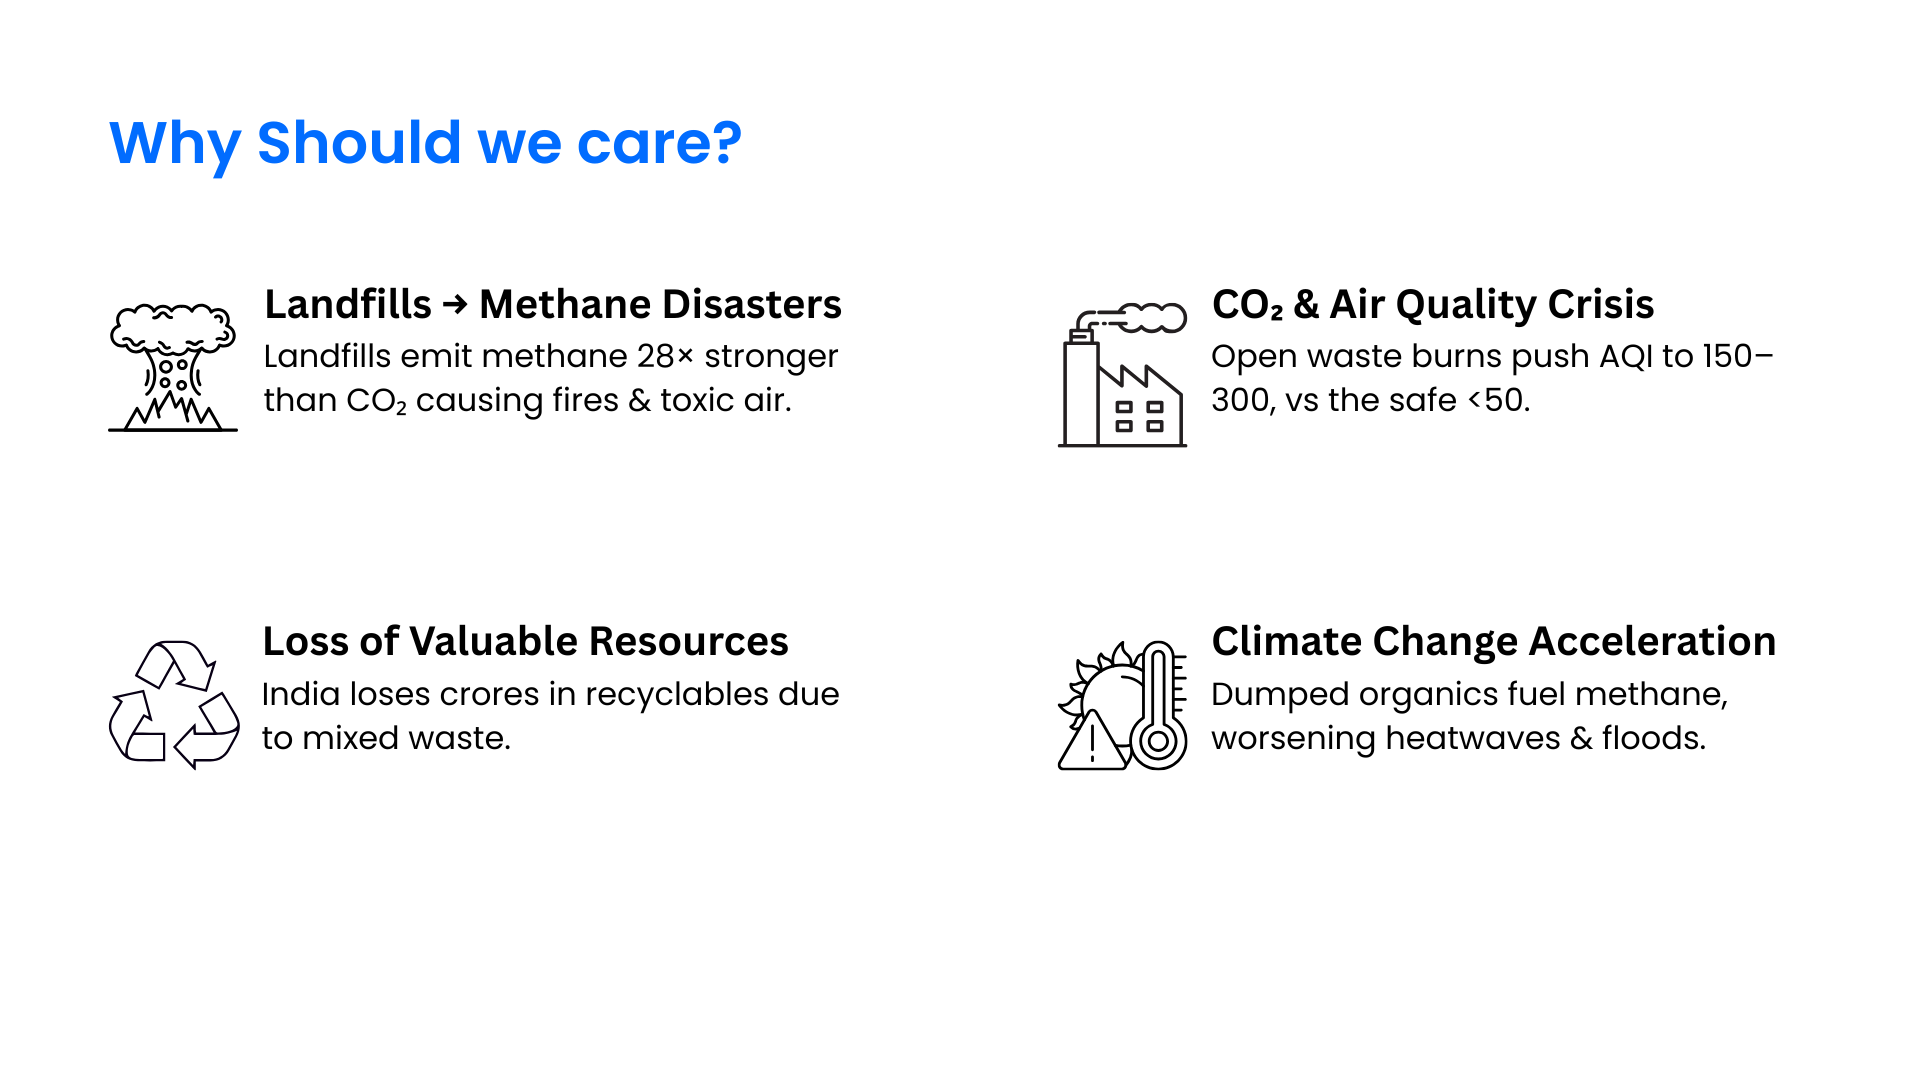 Why Should we care?
Landfills → Methane Disasters
Landfills emit methane 28× stronger
than CO₂ causing fires & toxic air.
CO₂ & Air Quality Crisis
Open waste burns push AQI to 150–
300, vs the safe <50.
Loss of Valuable Resources
India loses crores in recyclables due
to mixed waste.
Climate Change Acceleration
Dumped organics fuel methane,
worsening heatwaves & floods.